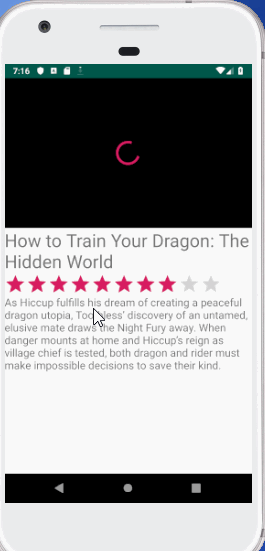 7:16
How to Train Your Dragon: The
Hidden World
As Hiccup fulfills his dream of creating a peaceful
dragon utopia, Toothless’ discovery of an untamed,
elusive mate draws the Night Fury away. When
danger mounts at home and Hiccup’s reign as
village chief is tested, both dragon and rider must
make impossible decisions to save their kind.